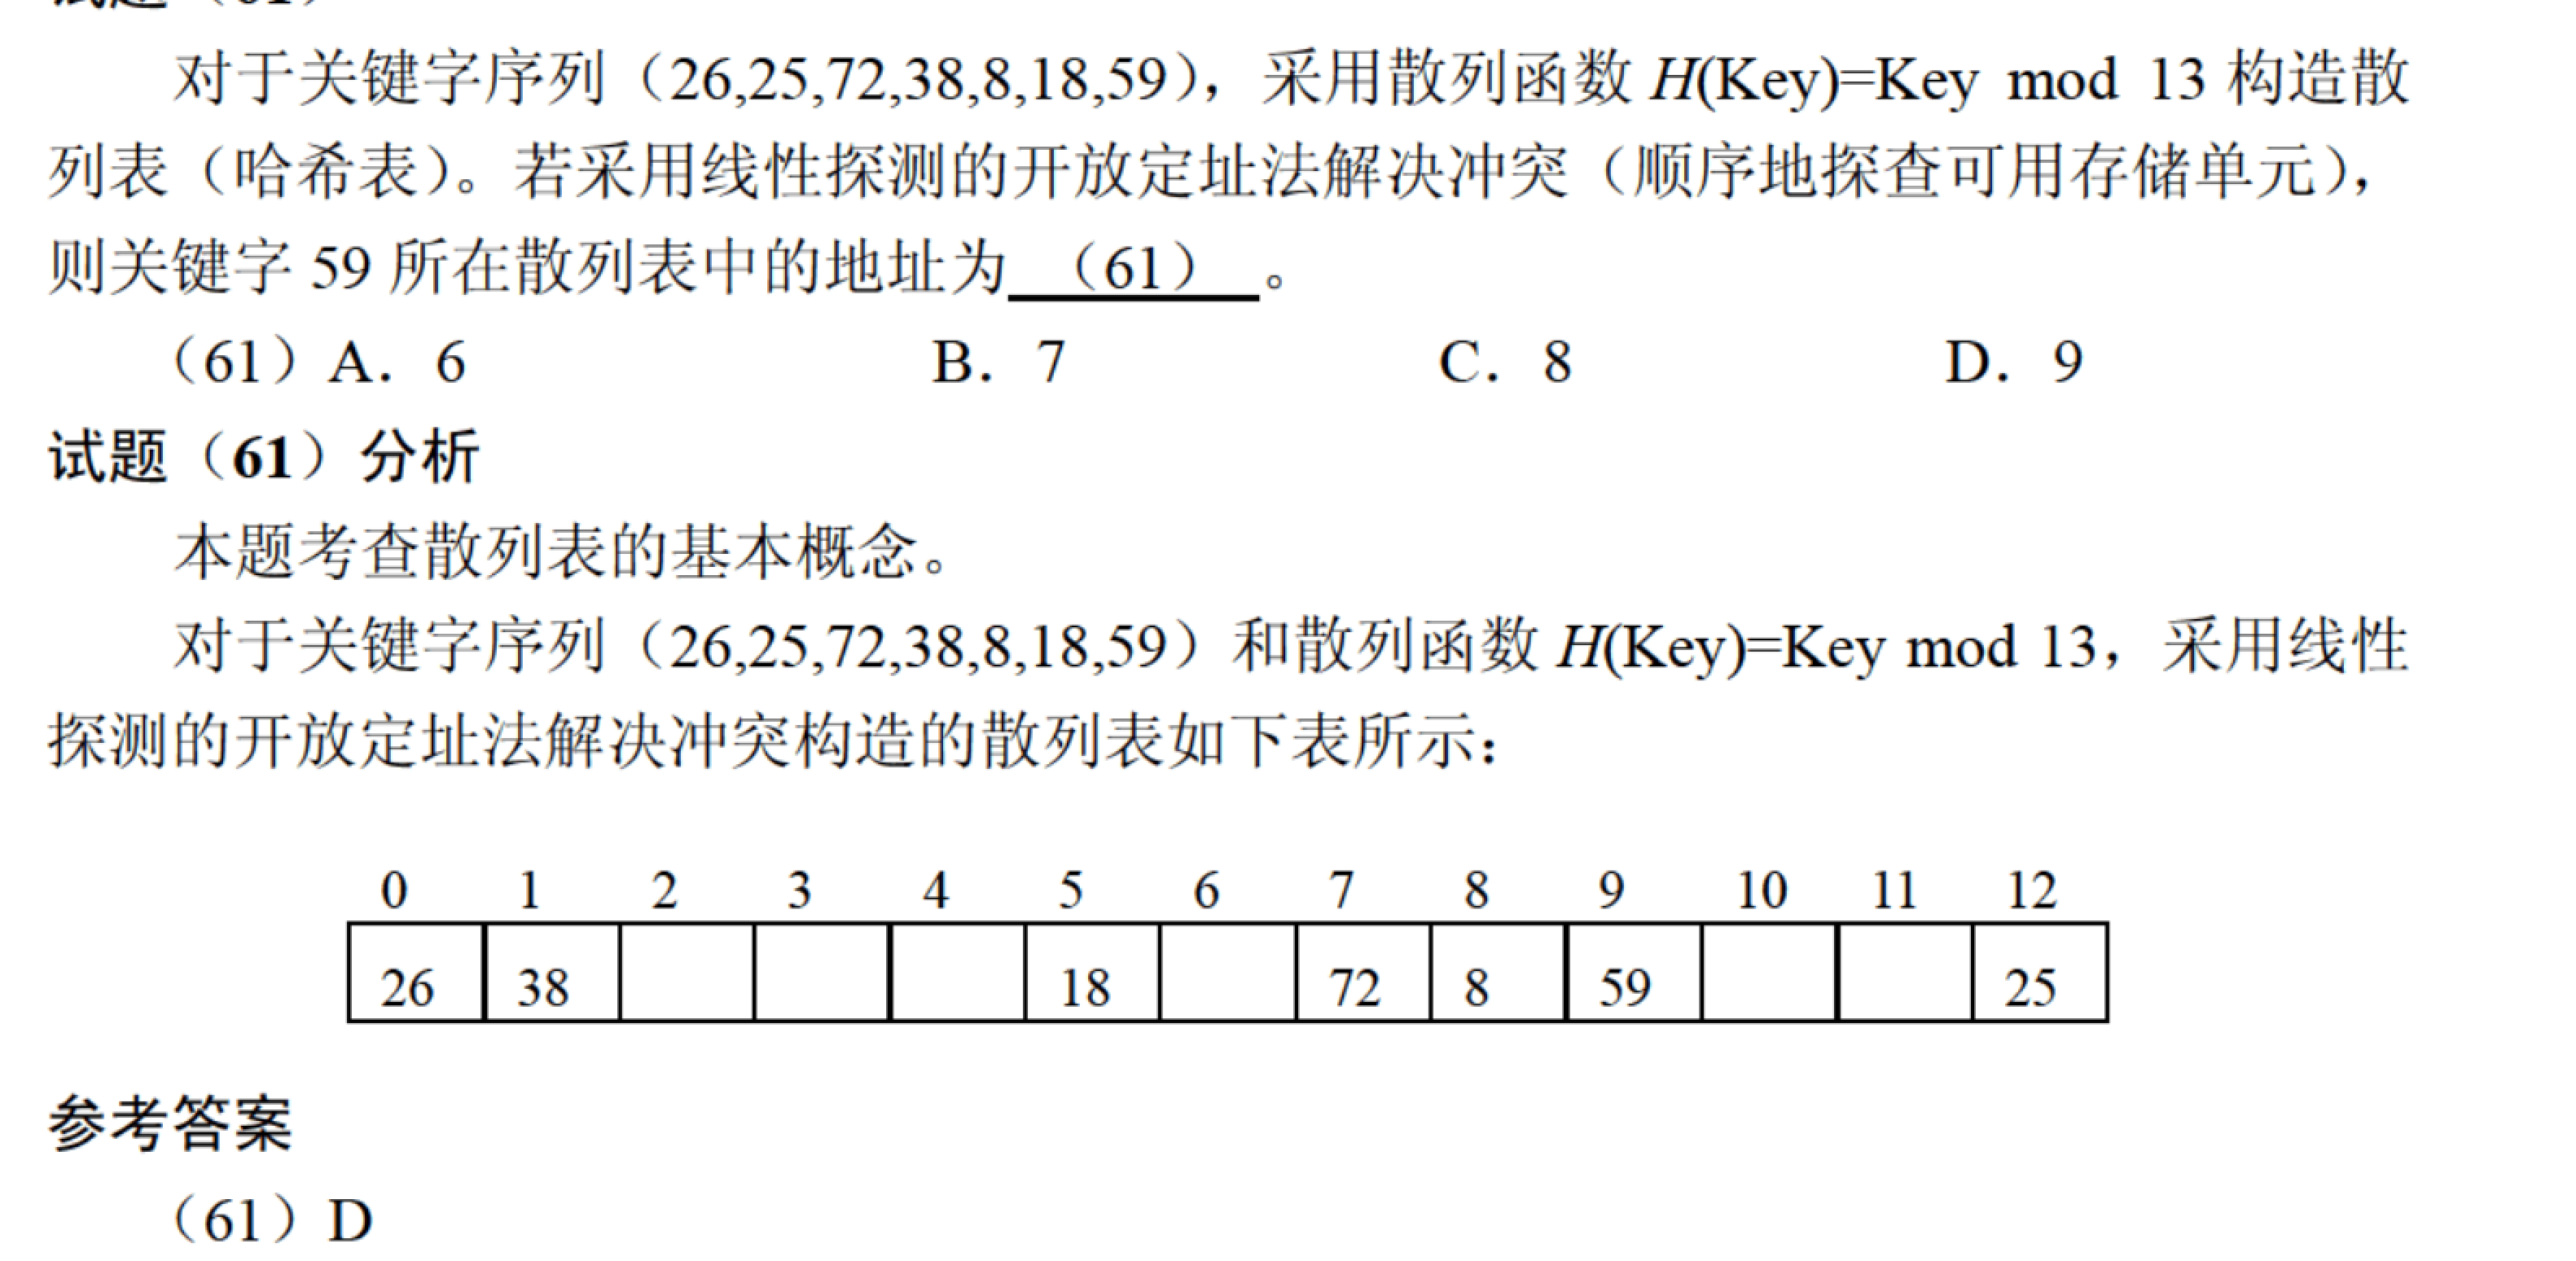 对于关键字序列（26,25,72,38,8,18,59），采用散列函数 H(Key)=Key mod 13 构造散
列表（哈希表）。若采用线性探测的开放定址法解决冲突（顺序地探查可用存储单元），
则关键字 59 所在散列表中的地址为 （61） 。
（61）A．6 B．7 C．8 D．9
试题（61）分析
本题考查散列表的基本概念。
对于关键字序列（26,25,72,38,8,18,59）和散列函数 H(Key)=Key mod 13，采用线性
探测的开放定址法解决冲突构造的散列表如下表所示：
0 1 2 3 4 5 6 7 8 9 10 11 12
26 38 18 72 8 59 25
参考答案
（61）D